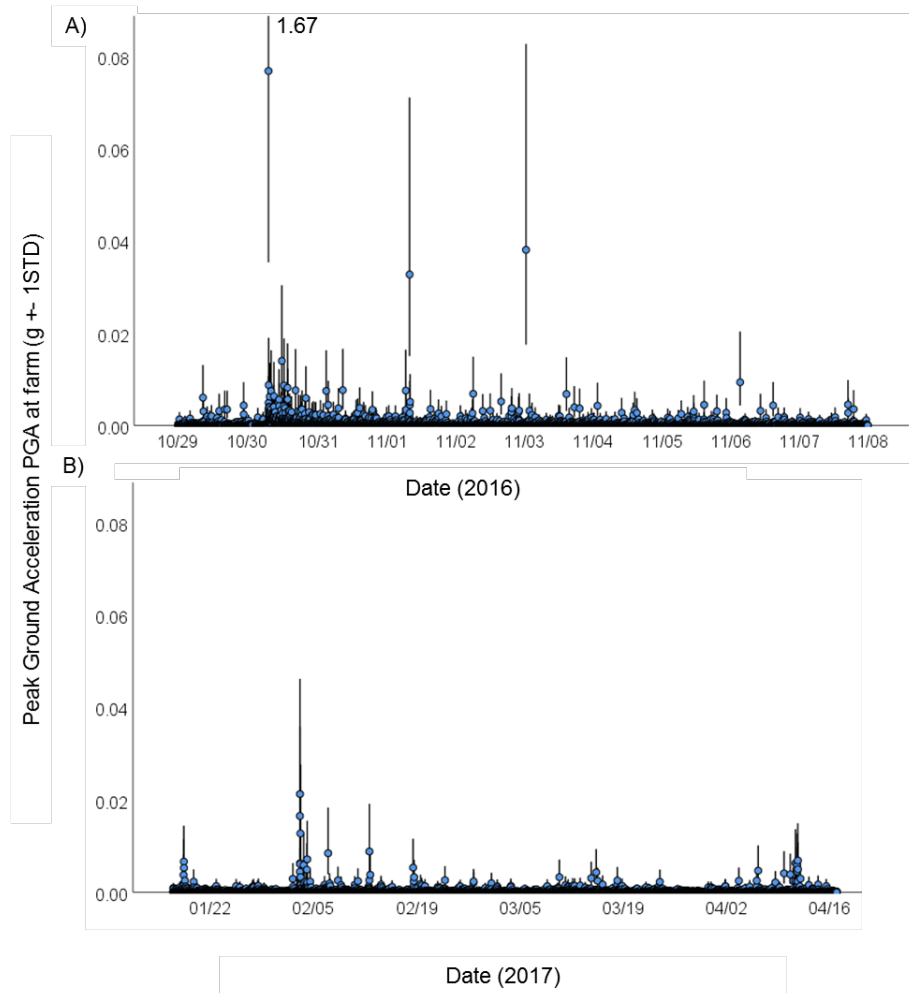 A)
1.67
0.08
0.06
0.04
0.02
0.00
10/29 10/30 10/31 11/01 11/02 11/03 11/04 11/05 11/06 11/07 11/08
Date (2016)
Peak Ground Acceleration PGA at farm (g +- 1STD)
B)
0.08
0.06
0.04
0.02
0.00
01/22 02/05 02/19 03/05 03/19 04/02 04/16
Date (2017)